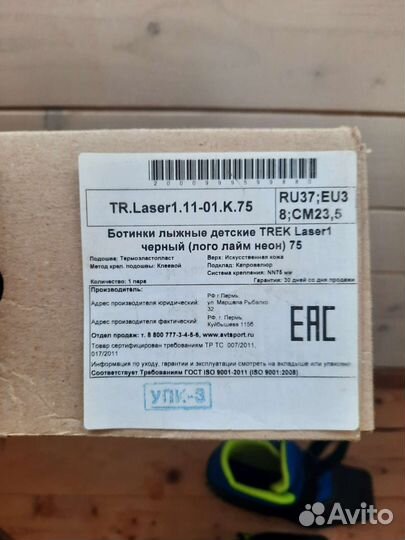 2000999599880
TR.Laser1.11-01.K.75
RU37;EU3
8;CM23,5
Ботинки лыжные детские TREK Laser1
черный (лого лайм неон) 75
Подошва: Термоэластопласт Верх: Искусственная кожа
Метод креп. подошвы: Клеевой Подклад: Капровелюр
Система крепления: NN75 мм
Количество: 1 пара Гарантия: 30 дней со дня продажи
Производитель:
РФ г.Пермь,
Адрес производителя юридический ул. Маршала Рыбалко
32
Адрес производителя фактический РФ, г. Пермь,
Куйбышева 115б
Отдел продаж: т. 8 800 777-3-4-5-6, www.avtsport.ru
Товар сертифицирован требованиям ТР ТС 007/2011,
017/2011
Информация по уходу, гарантии и эксплуатации смотреть на вкладыше или упаковке
Соответствует Требованиям ГОСТ ISO 9001-2011 (ISO 9001:2008)
EAC
УПК-3
Avito